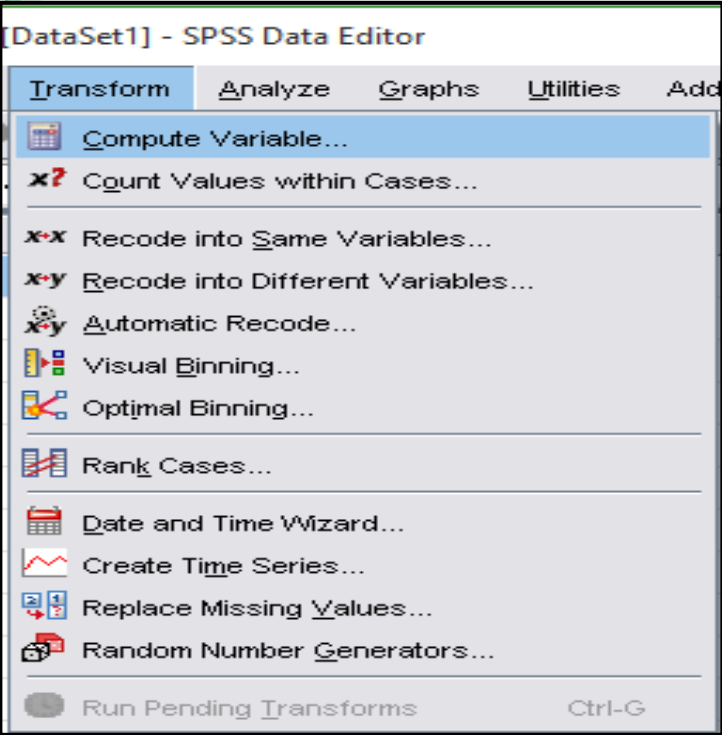 [DataSet1] - SPSS Data Editor
Transform Analyze Graphs Utilities Add
Compute Variable...
x? Count Values within Cases...
x→x Recode into Same Variables...
x→y Recode into Different Variables...
x→y Automatic Recode...
Visual Binning...
Optimal Binning...
Rank Cases...
Date and Time Wizard...
Create Time Series...
Replace Missing Values...
Random Number Generators...
Run Pending Transforms Ctrl-G